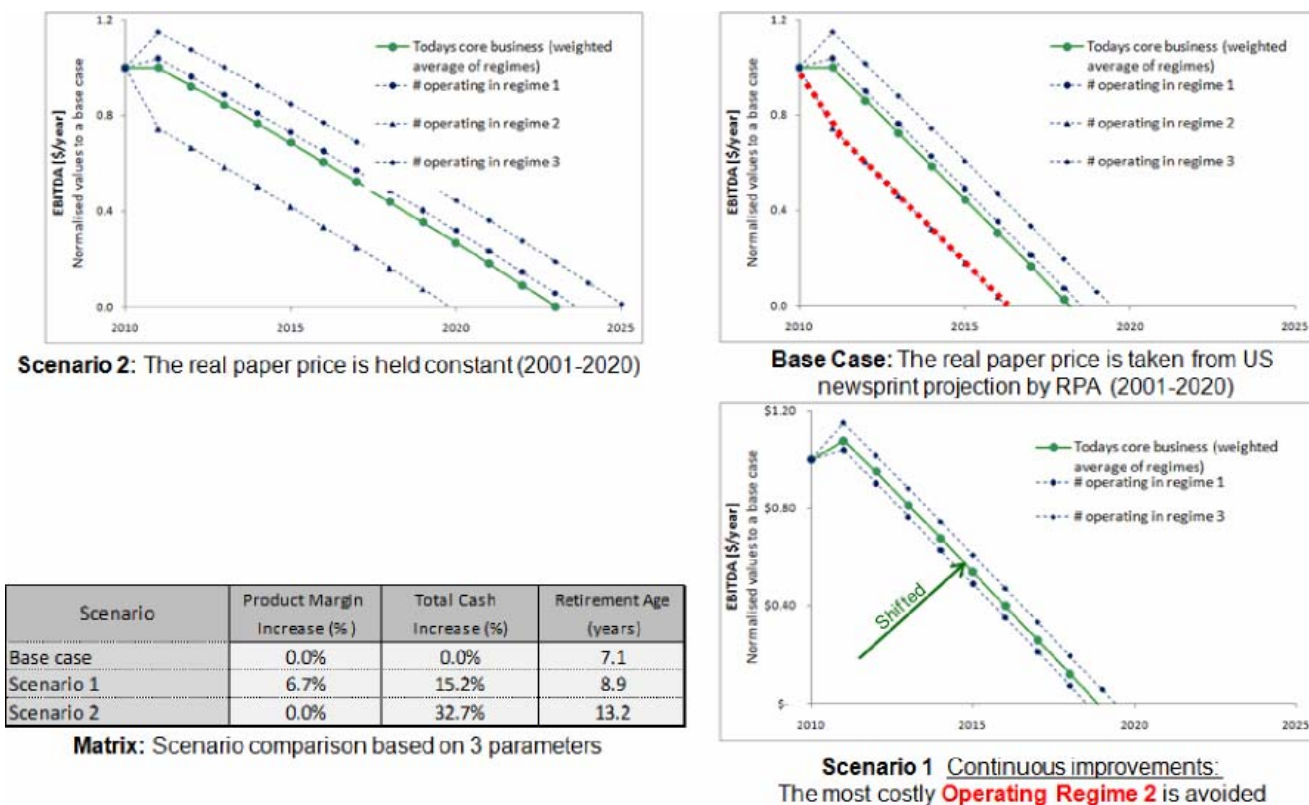 1.2
0.8
0.4
0.0
EBITDA [$/year]
Normalised values to a base case
Todays core business (weighted
average of regimes)
# operating in regime 1
# operating in regime 2
# operating in regime 3
2010
2015
2020
2025
Scenario 2: The real paper price is held constant (2001-2020)
1.2
0.8
0.4
0.0
EBITDA [$/year]
Normalised values to a base case
Todays core business (weighted
average of regimes)
# operating in regime 1
# operating in regime 2
# operating in regime 3
2010
2015
2020
2025
Base Case: The real paper price is taken from US
newsprint projection by RPA (2001-2020)
$1.20
$0.80
$0.40
$-
EBITDA [$/year]
Normalised values to a base case
Todays core business (weighted
average of regimes)
# operating in regime 1
# operating in regime 3
Shifted
2010
2015
2020
2025
Scenario 1 Continuous improvements:
The most costly Operating Regime 2 is avoided
Scenario Product Margin Increase (%) Total Cash Increase (%) Retirement Age (years)
Base case 0.0% 0.0% 7.1
Scenario 1 6.7% 15.2% 8.9
Scenario 2 0.0% 32.7% 13.2
Matrix: Scenario comparison based on 3 parameters